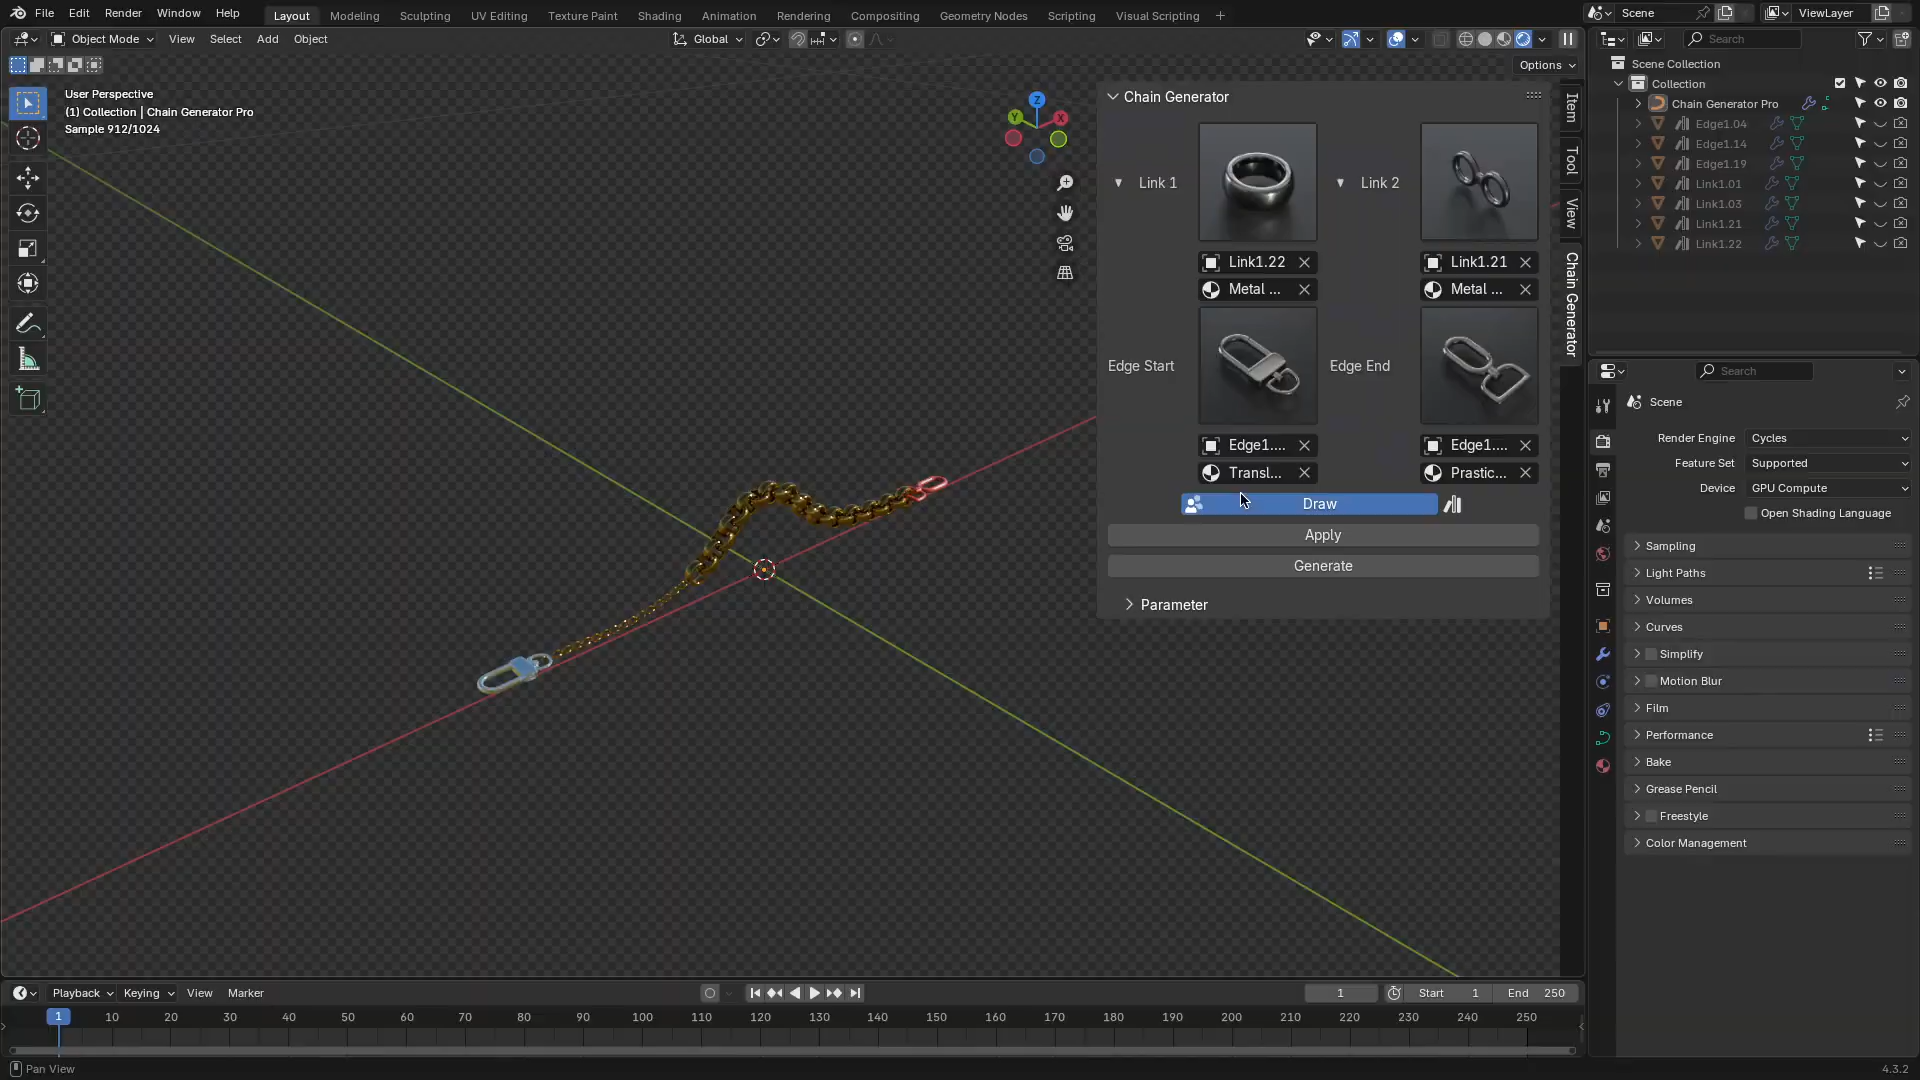 File Edit Render Window Help
Layout Modeling Sculpting UV Editing Texture Paint Shading Animation Rendering Compositing Geometry Nodes Scripting Visual Scripting +
Scene
ViewLayer
Object Mode View Select Add Object
Global
Options
User Perspective
(1) Collection | Chain Generator Pro
Sample 912/1024
Z
Y
X
Chain Generator
Link 1
Link 2
Link1.22
Link1.21
Metal ...
Metal ...
Edge Start
Edge End
Edge1....
Edge1....
Transl...
Prastic...
Draw
Apply
Generate
Parameter
Item
Tool
View
Chain Generator
Search
Scene Collection
Collection
Chain Generator Pro
Edge1.04
Edge1.14
Edge1.19
Link1.01
Link1.03
Link1.21
Link1.22
Search
Scene
Render Engine Cycles
Feature Set Supported
Device GPU Compute
Open Shading Language
Sampling
Light Paths
Volumes
Curves
Simplify
Motion Blur
Film
Performance
Bake
Grease Pencil
Freestyle
Color Management
Playback Keying View Marker
1
Start 1
End 250
1 10 20 30 40 50 60 70 80 90 100 110 120 130 140 150 160 170 180 190 200 210 220 230 240 250
Pan View
4.3.2